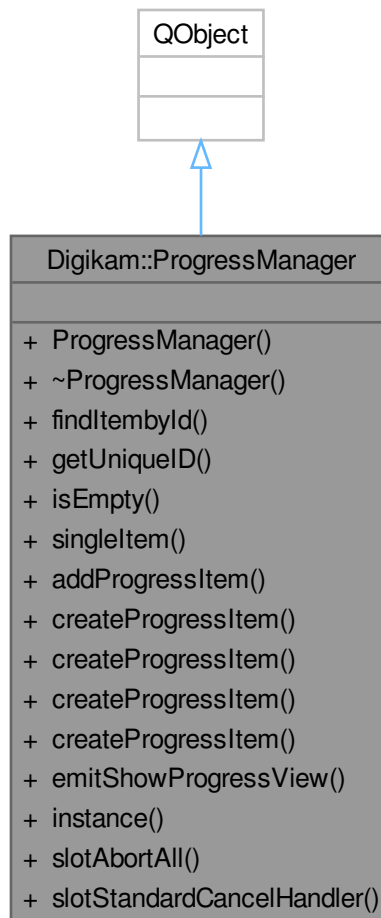 QObject
Digikam::ProgressManager
+ ProgressManager()
+ ~ProgressManager()
+ findItembyId()
+ getUniqueID()
+ isEmpty()
+ singleItem()
+ addProgressItem()
+ createProgressItem()
+ createProgressItem()
+ createProgressItem()
+ createProgressItem()
+ emitShowProgressView()
+ instance()
+ slotAbortAll()
+ slotStandardCancelHandler()